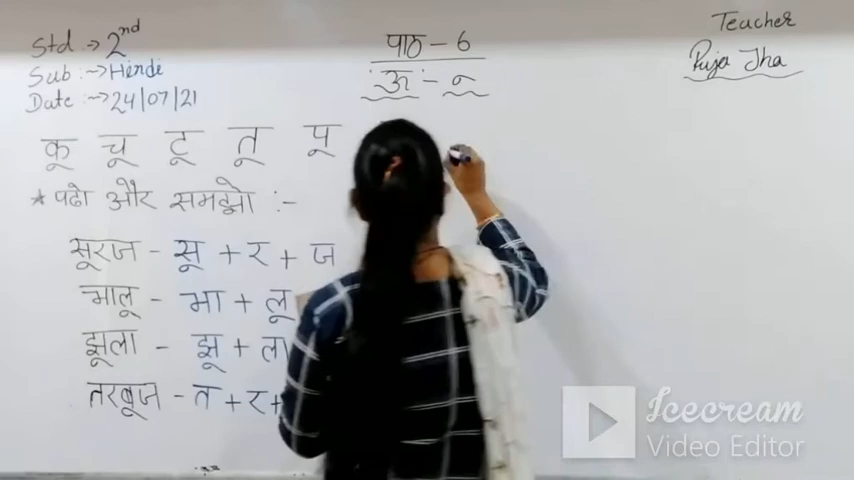 Std :-> 2nd
Sub :-> Hindi
Date :-> 24/07/21
पाठ - 6
:ऊ:- ू
Teacher
Puja Jha
कू चू टू तू पू
* पढो और समझो :-
सूरज - सू + र + ज
भालू - भा + लू
झूला - झू + ला
तरबूज - त + र +
Icecream
Video Editor